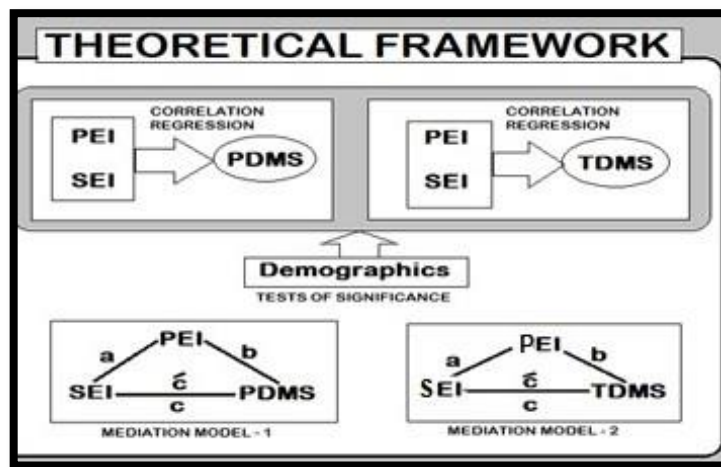 THEORETICAL FRAMEWORK
CORRELATION
REGRESSION
PEI
SEI
PDMS
CORRELATION
REGRESSION
PEI
SEI
TDMS
Demographics
TESTS OF SIGNIFICANCE
PEI
a
b
SEI
c̄
c
PDMS
MEDIATION MODEL - 1
PEI
a
b
SEI
c̄
c
TDMS
MEDIATION MODEL - 2